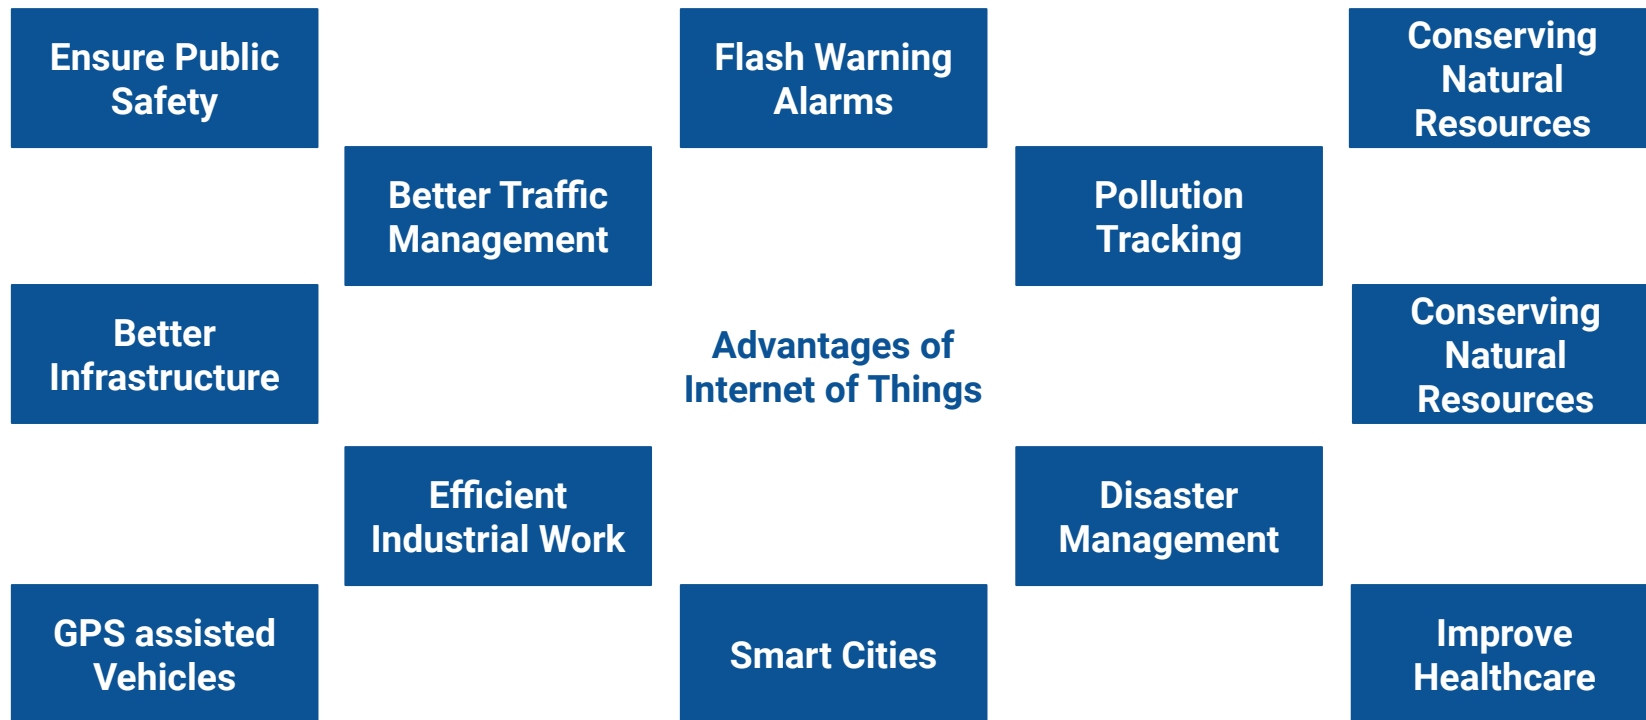 Ensure Public
Safety
Flash Warning
Alarms
Conserving
Natural
Resources
Better Traffic
Management
Pollution
Tracking
Better
Infrastructure
Advantages of
Internet of Things
Conserving
Natural
Resources
Efficient
Industrial Work
Disaster
Management
GPS assisted
Vehicles
Smart Cities
Improve
Healthcare